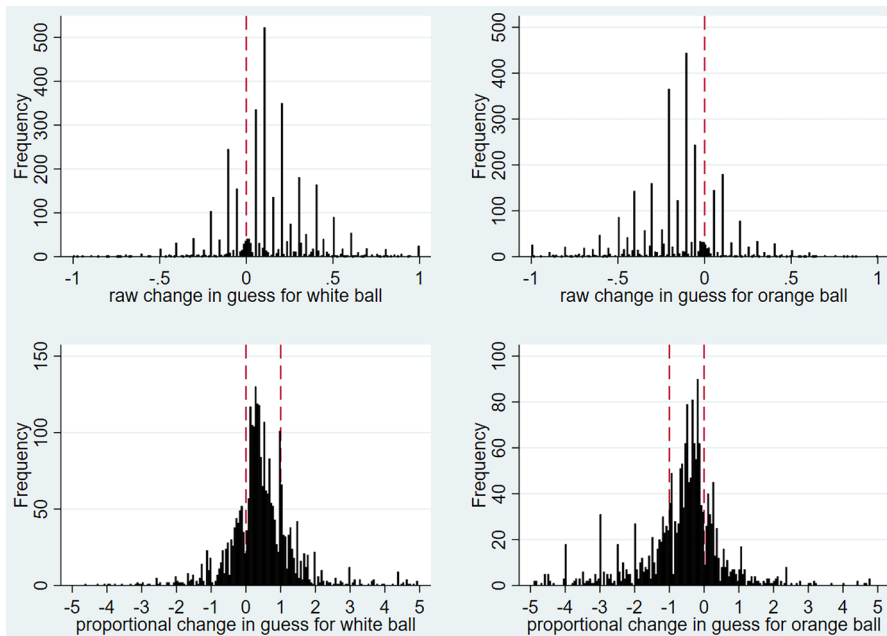 Frequency
500
400
300
200
100
0
-1 -.5 0 .5 1
raw change in guess for white ball
Frequency
500
400
300
200
100
0
-1 -.5 0 .5 1
raw change in guess for orange ball
Frequency
150
100
50
0
-5 -4 -3 -2 -1 0 1 2 3 4 5
proportional change in guess for white ball
Frequency
100
80
60
40
20
0
-5 -4 -3 -2 -1 0 1 2 3 4 5
proportional change in guess for orange ball